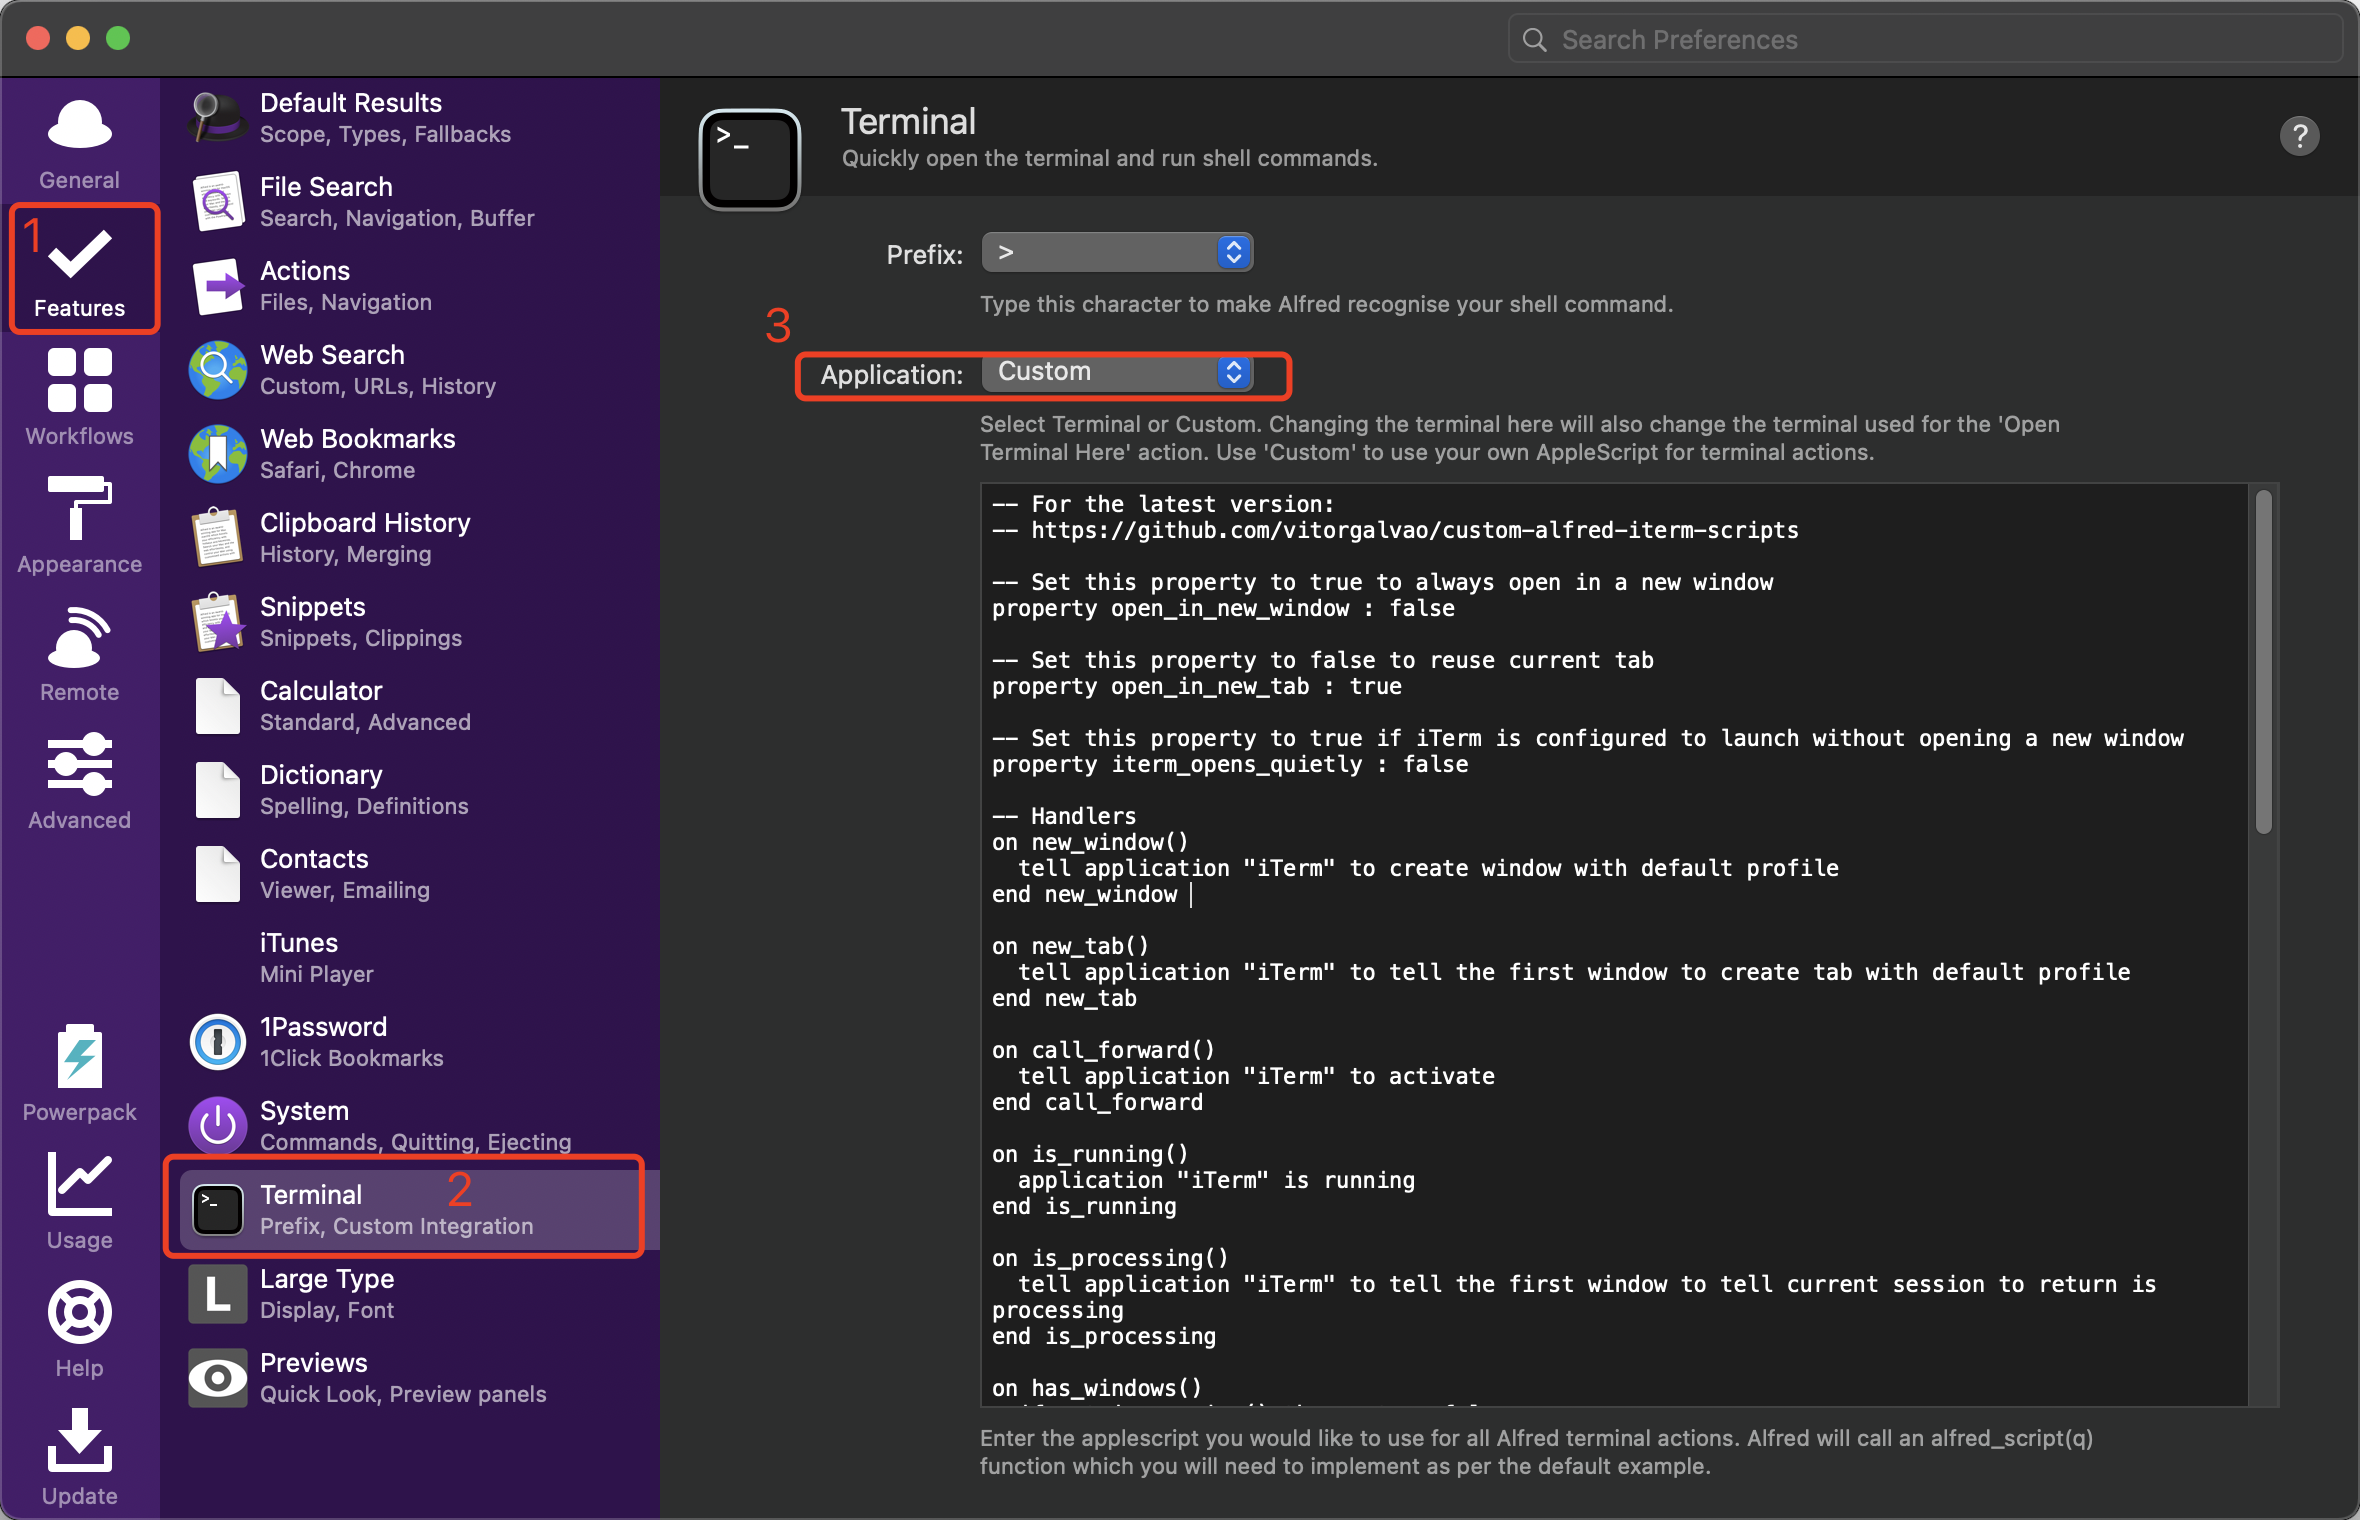 Search Preferences
General
1
Features
Workflows
Appearance
Remote
Advanced
Powerpack
Usage
Help
Update
Default Results
Scope, Types, Fallbacks
File Search
Search, Navigation, Buffer
Actions
Files, Navigation
Web Search
Custom, URLs, History
Web Bookmarks
Safari, Chrome
Clipboard History
History, Merging
Snippets
Snippets, Clippings
Calculator
Standard, Advanced
Dictionary
Spelling, Definitions
Contacts
Viewer, Emailing
iTunes
Mini Player
1Password
1Click Bookmarks
System
Commands, Quitting, Ejecting
Terminal 2
Prefix, Custom Integration
L Large Type
Display, Font
Previews
Quick Look, Preview panels
>_ Terminal
Quickly open the terminal and run shell commands.
?
Prefix: >
Type this character to make Alfred recognise your shell command.
3
Application: Custom
Select Terminal or Custom. Changing the terminal here will also change the terminal used for the 'Open
Terminal Here' action. Use 'Custom' to use your own AppleScript for terminal actions.
-- For the latest version:
-- https://github.com/vitorgalvao/custom-alfred-iterm-scripts
-- Set this property to true to always open in a new window
property open_in_new_window : false
-- Set this property to false to reuse current tab
property open_in_new_tab : true
-- Set this property to true if iTerm is configured to launch without opening a new window
property iterm_opens_quietly : false
-- Handlers
on new_window()
tell application "iTerm" to create window with default profile
end new_window
on new_tab()
tell application "iTerm" to tell the first window to create tab with default profile
end new_tab
on call_forward()
tell application "iTerm" to activate
end call_forward
on is_running()
application "iTerm" is running
end is_running
on is_processing()
tell application "iTerm" to tell the first window to tell current session to return is
processing
end is_processing
on has_windows()
Enter the applescript you would like to use for all Alfred terminal actions. Alfred will call an alfred_script(q)
function which you will need to implement as per the default example.